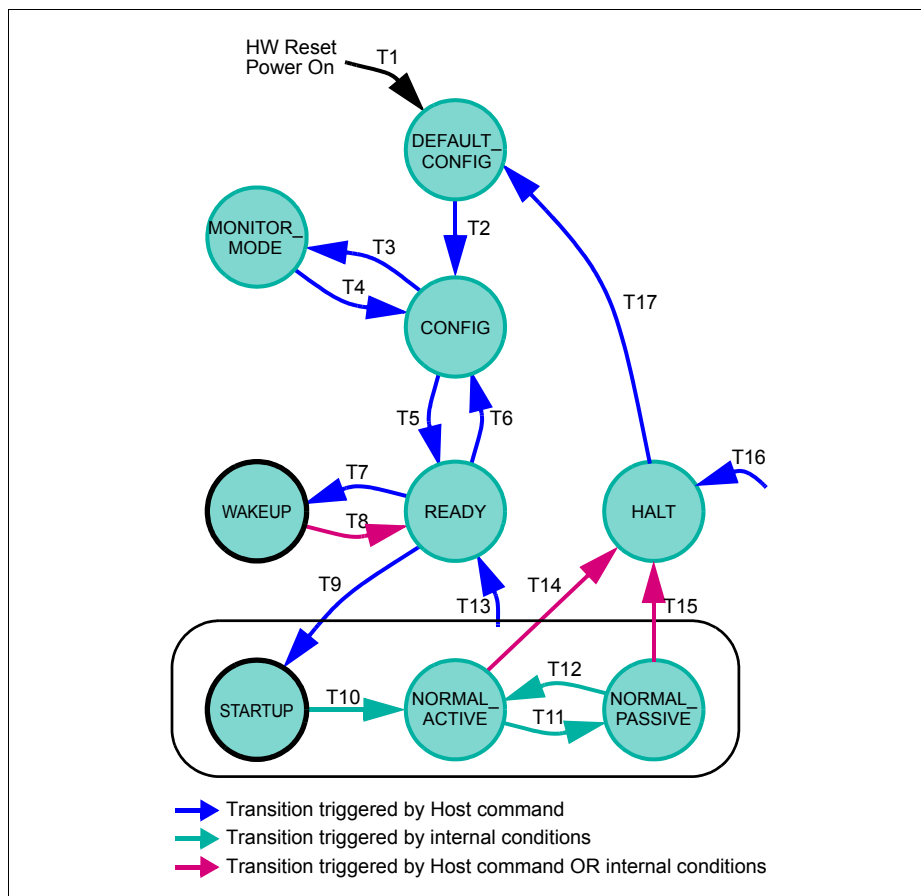 HW Reset
Power On
T1
DEFAULT_
CONFIG
T2
MONITOR_
MODE
T3
T4
CONFIG
T17
T5
T6
T16
T7
WAKEUP
T8
READY
HALT
T9
T13
T14
T15
STARTUP
T10
NORMAL_
ACTIVE
T12
T11
NORMAL_
PASSIVE
Transition triggered by Host command
Transition triggered by internal conditions
Transition triggered by Host command OR internal conditions